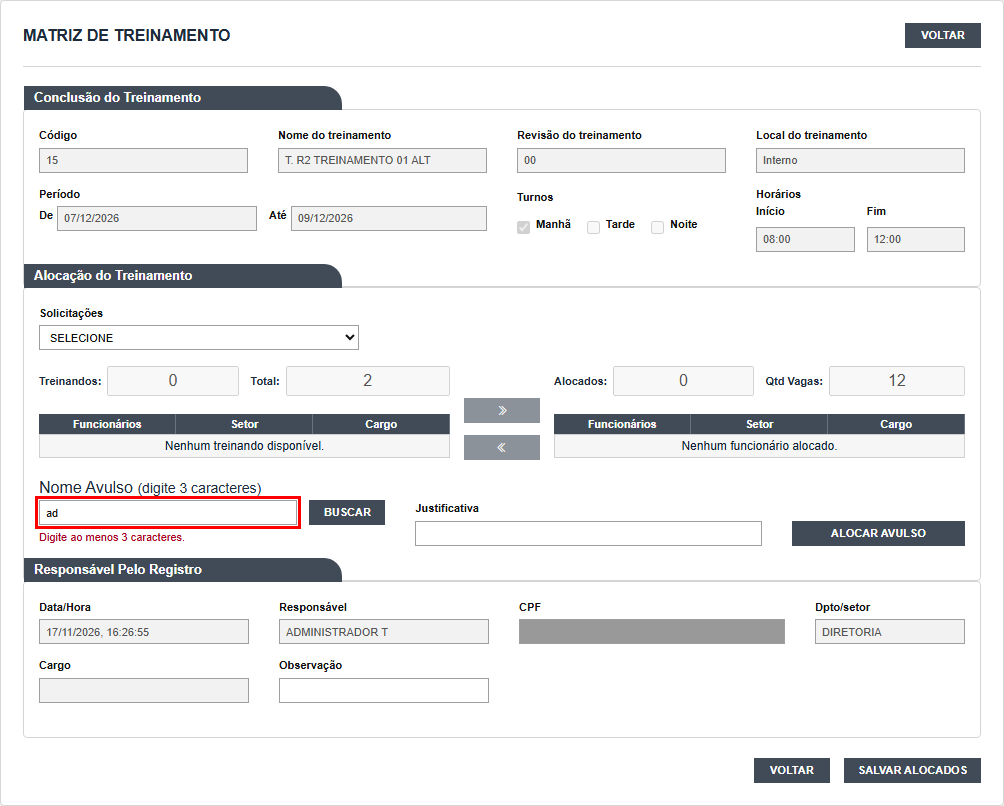 MATRIZ DE TREINAMENTO
VOLTAR
Conclusão do Treinamento
Código
Nome do treinamento
Revisão do treinamento
Local do treinamento
15
T. R2 TREINAMENTO 01 ALT
00
Interno
Período
De 07/12/2026 Até 09/12/2026
Turnos
Manhã Tarde Noite
Horários
Início Fim
08:00 12:00
Alocação do Treinamento
Solicitações
SELECIONE
Treinandos: 0 Total: 2
Alocados: 0 Qtd Vagas: 12
Funcionários Setor Cargo
Nenhum treinando disponível.
»
«
Funcionários Setor Cargo
Nenhum funcionário alocado.
Nome Avulso (digite 3 caracteres)
ad
BUSCAR
Digite ao menos 3 caracteres.
Justificativa
ALOCAR AVULSO
Responsável Pelo Registro
Data/Hora Responsável CPF Dpto/setor
17/11/2026, 16:26:55 ADMINISTRADOR T DIRETORIA
Cargo Observação
VOLTAR SALVAR ALOCADOS